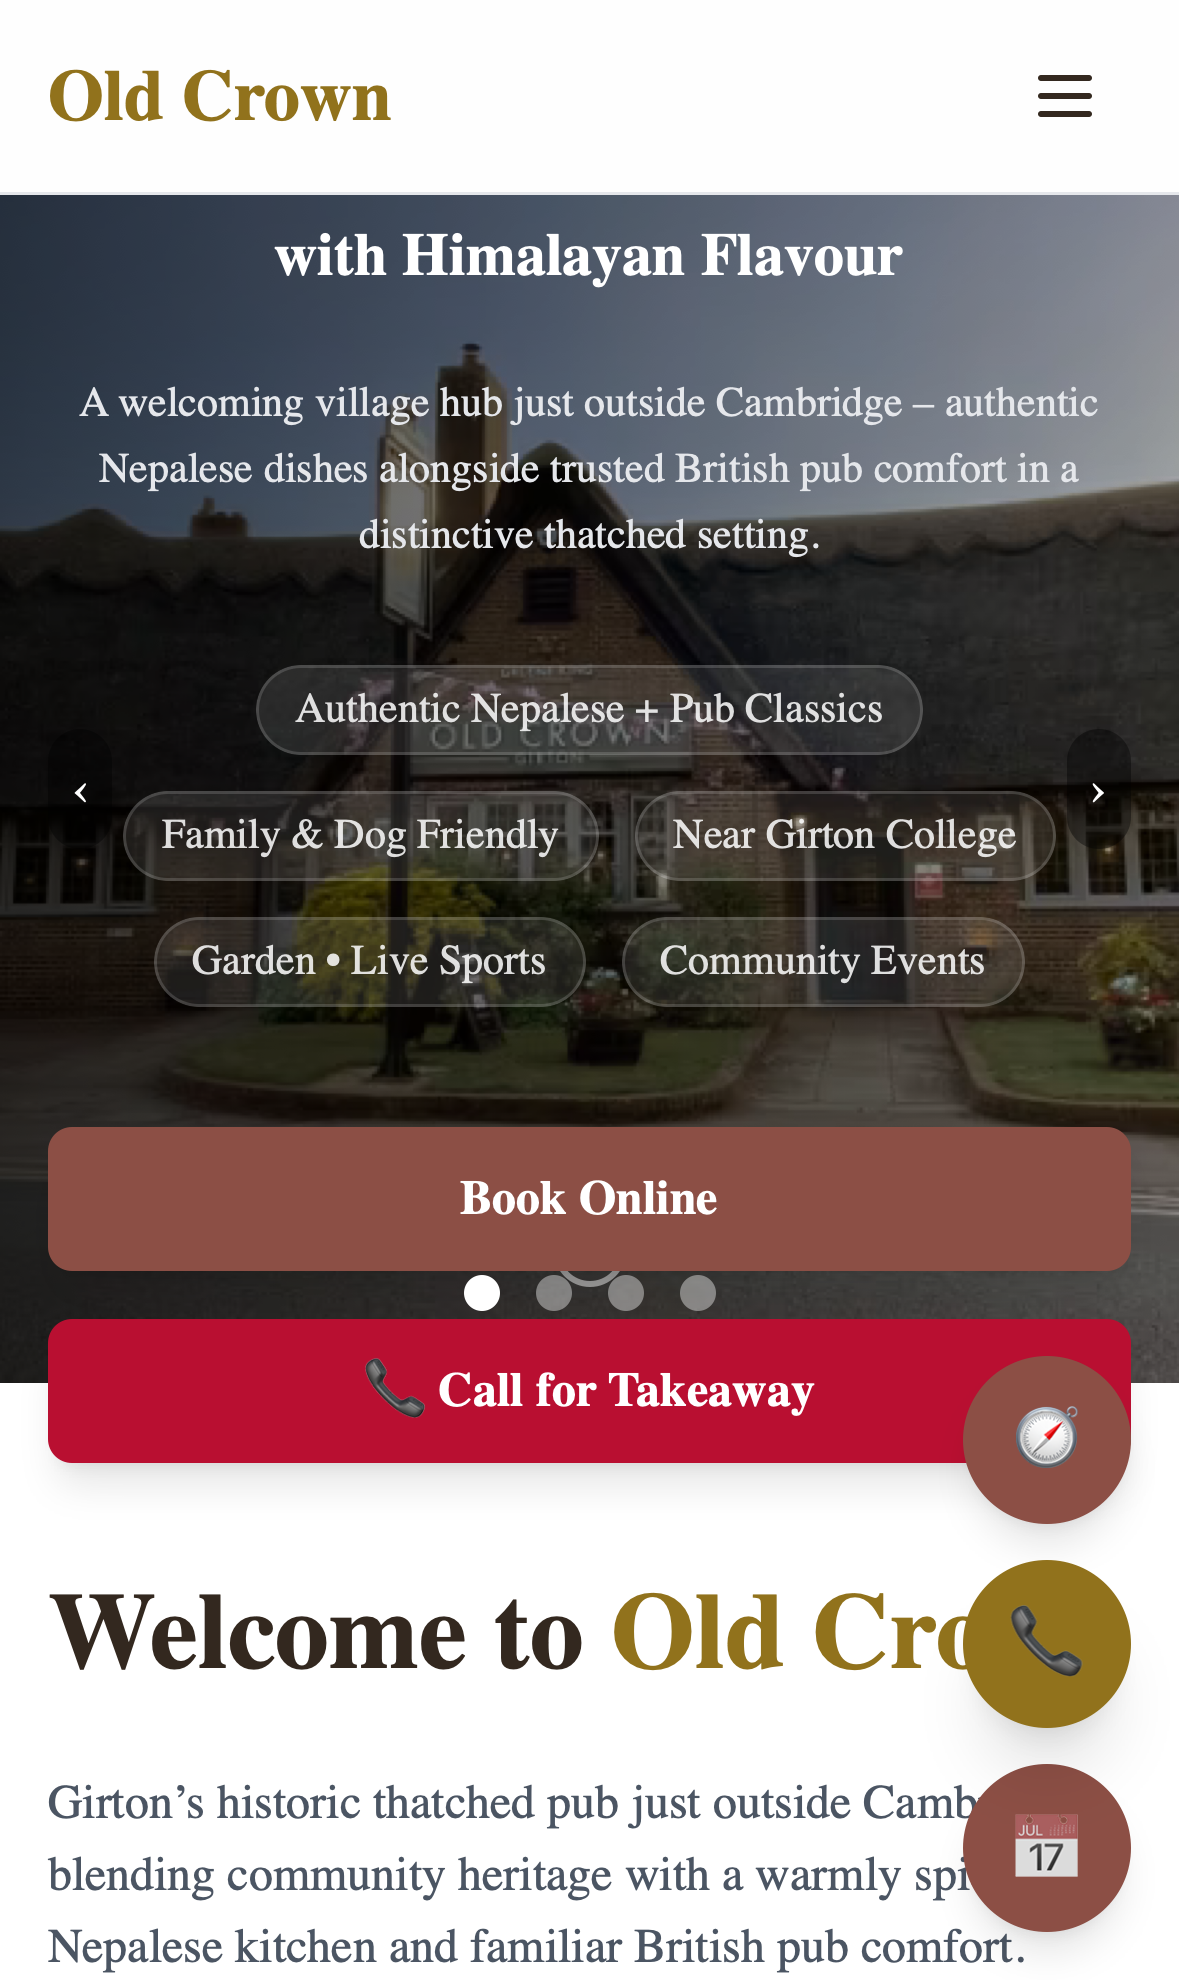 Old Crown
with Himalayan Flavour
A welcoming village hub just outside Cambridge – authentic
Nepalese dishes alongside trusted British pub comfort in a
distinctive thatched setting.
Authentic Nepalese + Pub Classics
OLD CROWN
GIRTON
‹
›
Family & Dog Friendly
Near Girton College
Garden • Live Sports
Community Events
Book Online
📞 Call for Takeaway
Welcome to Old Cro
Girton’s historic thatched pub just outside Camb
blending community heritage with a warmly spi
Nepalese kitchen and familiar British pub comfort.
JUL
17